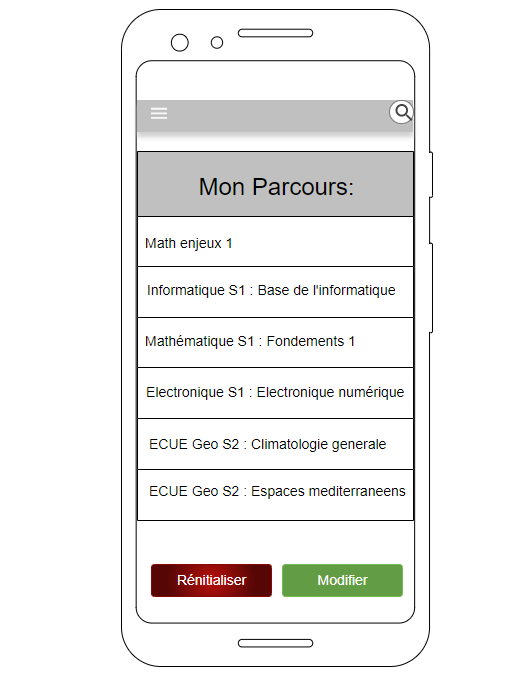 Mon Parcours:
Math enjeux 1
Informatique S1 : Base de l'informatique
Mathématique S1 : Fondements 1
Electronique S1 : Electronique numérique
ECUE Geo S2 : Climatologie generale
ECUE Geo S2 : Espaces mediterraneens
Rénitialiser
Modifier